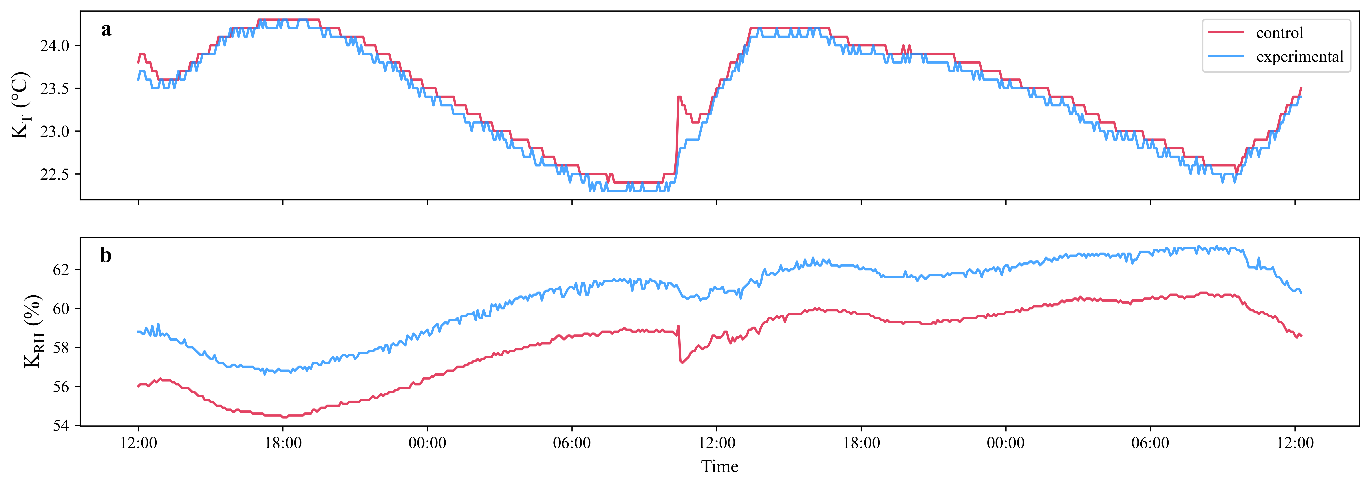 a
control
experimental
K_T (°C)
24.0
23.5
23.0
22.5
b
K_RH (%)
62
60
58
56
54
12:00 18:00 00:00 06:00 12:00 18:00 00:00 06:00 12:00
Time